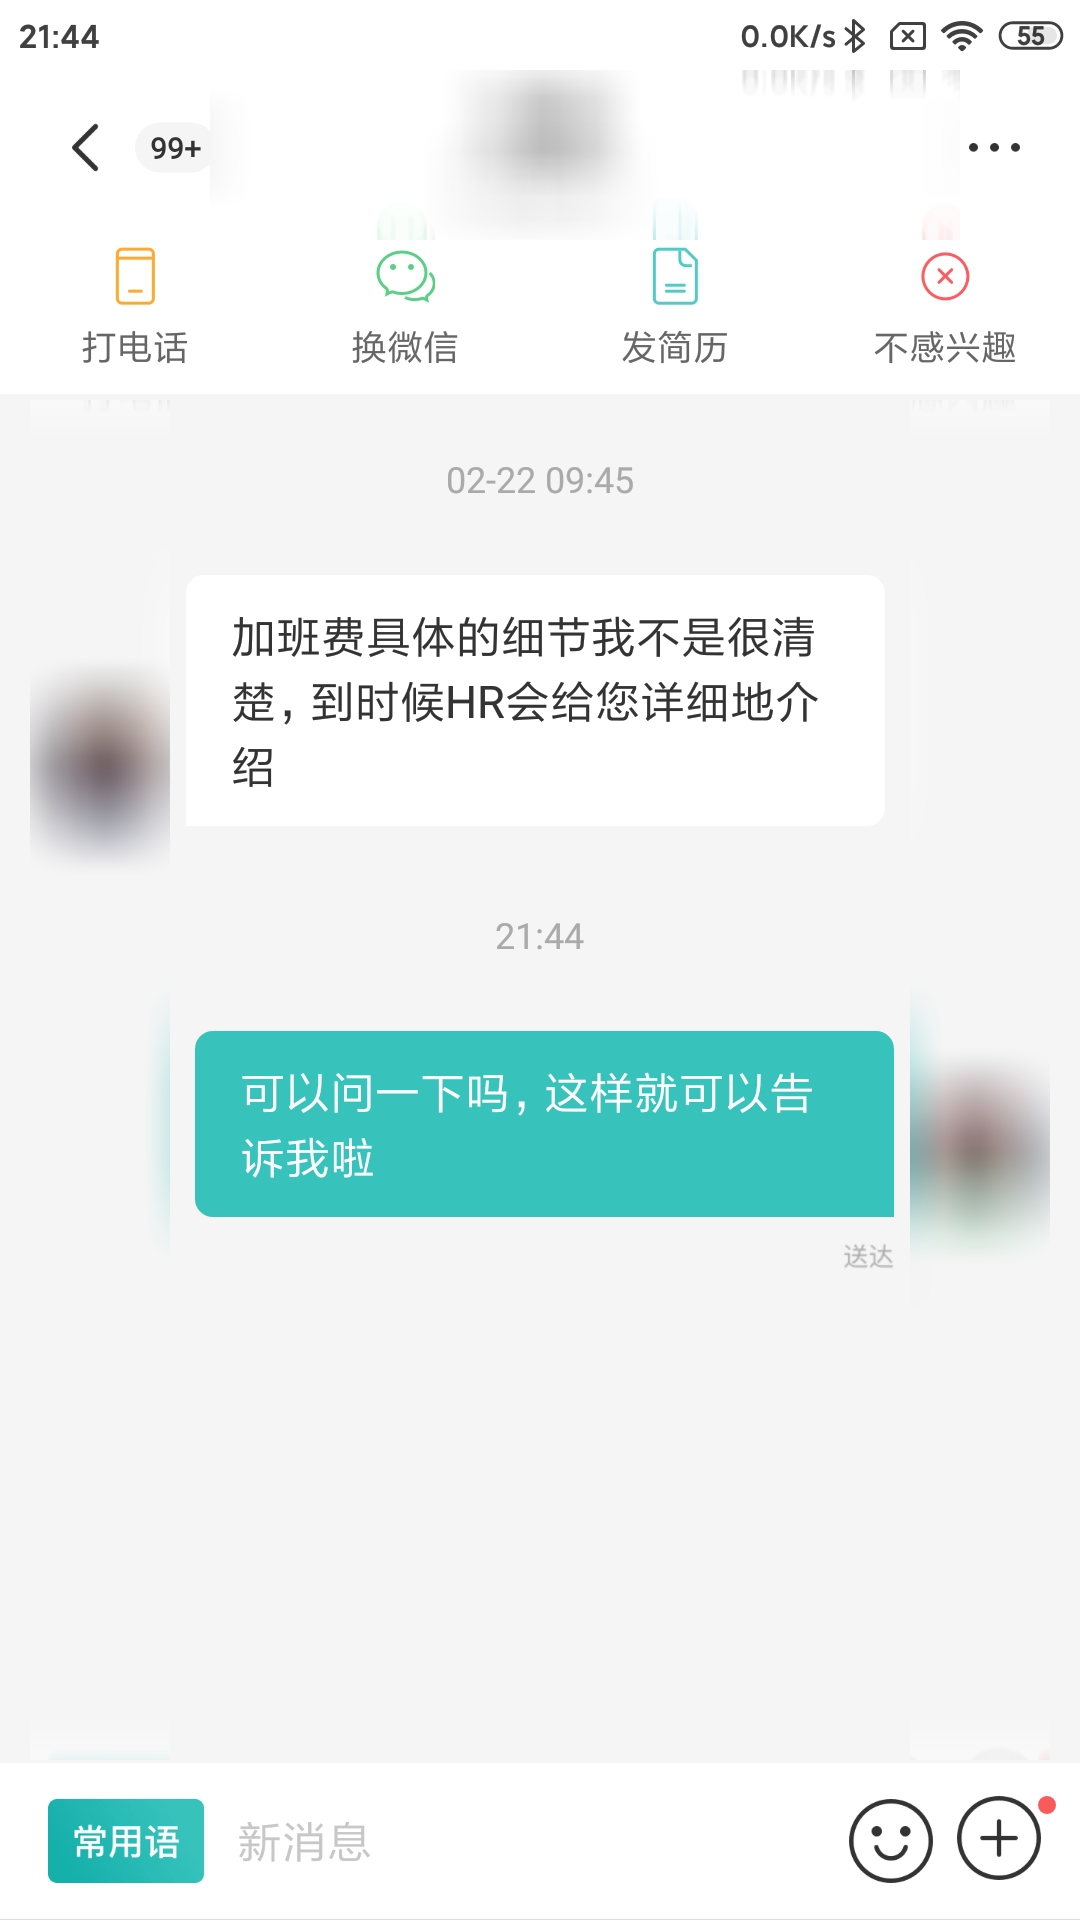 21:44 0.0K/s 55
99+
打电话 换微信 发简历 不感兴趣
02-22 09:45
加班费具体的细节我不是很清
楚,到时候HR会给您详细地介
绍
21:44
可以问一下吗,这样就可以告
诉我啦
送达
常用语 新消息